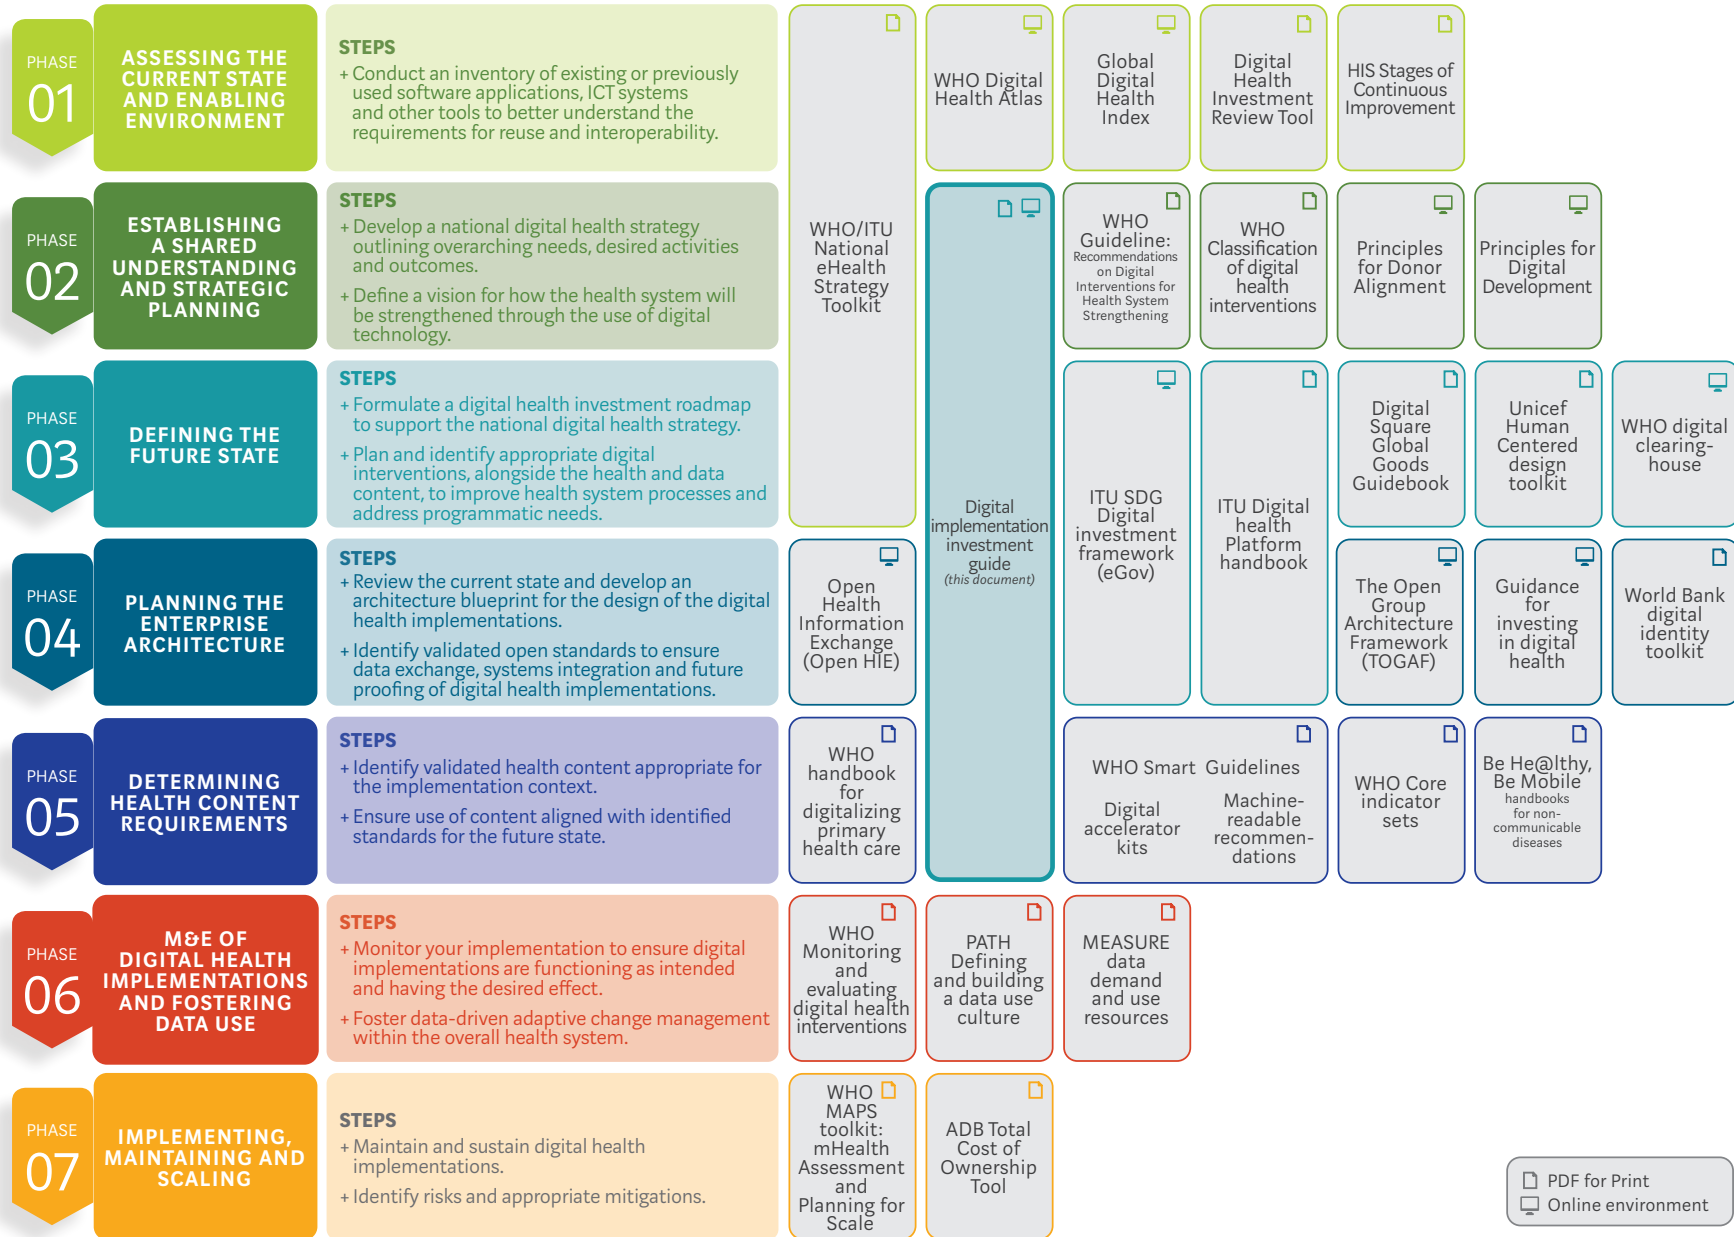 PHASE
01
ASSESSING THE
CURRENT STATE
AND ENABLING
ENVIRONMENT
STEPS
+ Conduct an inventory of existing or previously
used software applications, ICT systems
and other tools to better understand the
requirements for reuse and interoperability.
WHO/ITU
National
eHealth
Strategy
Toolkit
WHO Digital
Health Atlas
Global
Digital
Health
Index
Digital
Health
Investment
Review Tool
HIS Stages of
Continuous
Improvement
PHASE
02
ESTABLISHING
A SHARED
UNDERSTANDING
AND STRATEGIC
PLANNING
STEPS
+ Develop a national digital health strategy
outlining overarching needs, desired activities
and outcomes.
+ Define a vision for how the health system will
be strengthened through the use of digital
technology.
Digital
implementation
investment
guide
(this document)
WHO
Guideline:
Recommendations
on Digital
Interventions for
Health System
Strengthening
WHO
Classification
of digital
health
interventions
Principles
for Donor
Alignment
Principles for
Digital
Development
PHASE
03
DEFINING THE
FUTURE STATE
STEPS
+ Formulate a digital health investment roadmap
to support the national digital health strategy.
+ Plan and identify appropriate digital
interventions, alongside the health and data
content, to improve health system processes and
address programmatic needs.
ITU SDG
Digital
investment
framework
(eGov)
ITU Digital
health
Platform
handbook
Digital
Square
Global
Goods
Guidebook
Unicef
Human
Centered
design
toolkit
WHO digital
clearing-
house
PHASE
04
PLANNING THE
ENTERPRISE
ARCHITECTURE
STEPS
+ Review the current state and develop an
architecture blueprint for the design of the digital
health implementations.
+ Identify validated open standards to ensure
data exchange, systems integration and future
proofing of digital health implementations.
Open
Health
Information
Exchange
(Open HIE)
The Open
Group
Architecture
Framework
(TOGAF)
Guidance
for
investing
in digital
health
World Bank
digital
identity
toolkit
PHASE
05
DETERMINING
HEALTH CONTENT
REQUIREMENTS
STEPS
+ Identify validated health content appropriate for
the implementation context.
+ Ensure use of content aligned with identified
standards for the future state.
WHO
handbook
for
digitalizing
primary
health care
WHO Smart Guidelines
Digital
accelerator
kits
Machine-
readable
recommen-
dations
WHO Core
indicator
sets
Be He@lthy,
Be Mobile
handbooks
for non-
communicable
diseases
PHASE
06
M&E OF
DIGITAL HEALTH
IMPLEMENTATIONS
AND FOSTERING
DATA USE
STEPS
+ Monitor your implementation to ensure digital
implementations are functioning as intended
and having the desired effect.
+ Foster data-driven adaptive change management
within the overall health system.
WHO
Monitoring
and
evaluating
digital health
interventions
PATH
Defining
and building
a data use
culture
MEASURE
data
demand
and use
resources
PHASE
07
IMPLEMENTING,
MAINTAINING AND
SCALING
STEPS
+ Maintain and sustain digital health
implementations.
+ Identify risks and appropriate mitigations.
WHO
MAPS
toolkit:
mHealth
Assessment
and
Planning for
Scale
ADB Total
Cost of
Ownership
Tool
PDF for Print
Online environment